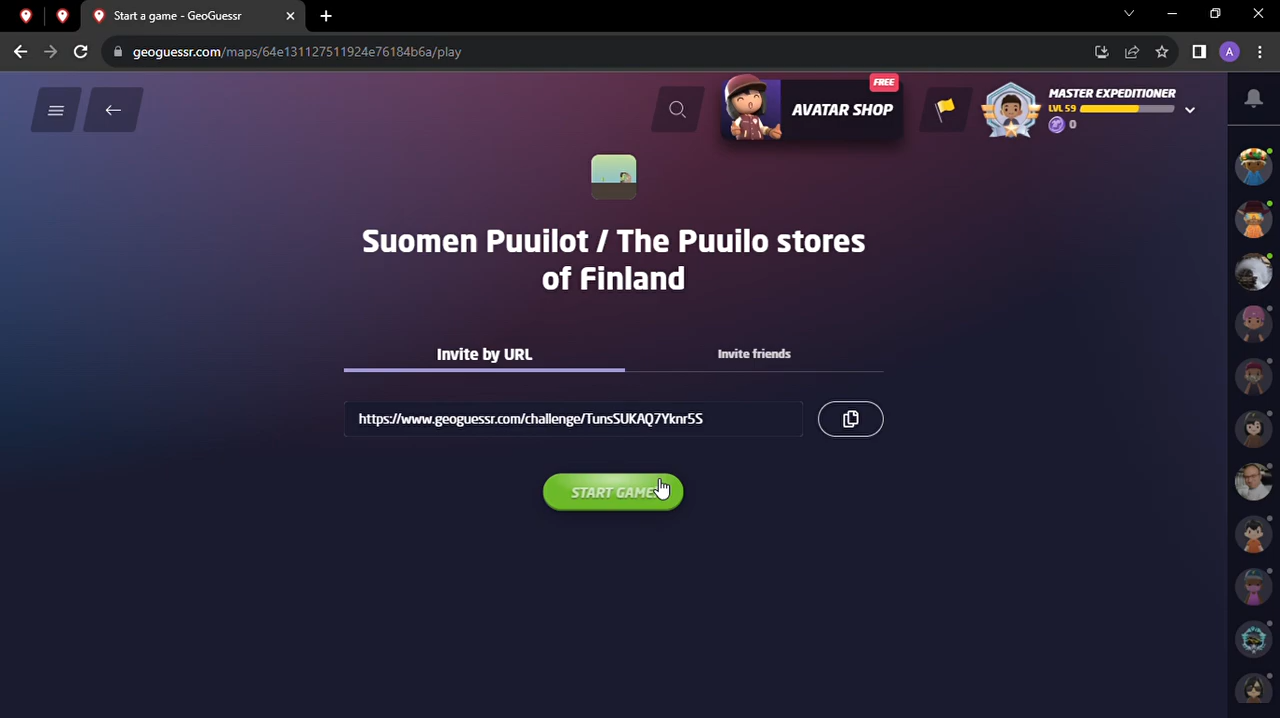 Start a game - GeoGuessr
geoguessr.com/maps/64e131127511924e76184b6a/play
A
FREE
AVATAR SHOP
MASTER EXPEDITIONER
LVL 59
0
Suomen Puuilot / The Puuilo stores
of Finland
Invite by URL
Invite friends
https://www.geoguessr.com/challenge/TunsSUKAQ7Yknr5S
START GAME